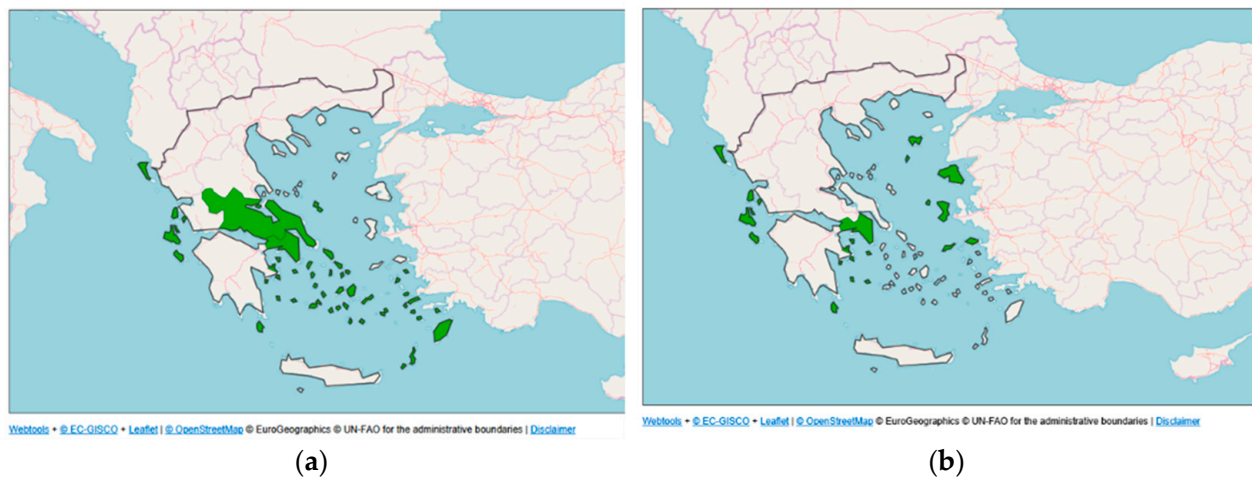 Webtools + © EC-GISCO + Leaflet | © OpenStreetMap © EuroGeographics © UN-FAO for the administrative boundaries | Disclaimer
Webtools + © EC-GISCO + Leaflet | © OpenStreetMap © EuroGeographics © UN-FAO for the administrative boundaries | Disclaimer
(a)
(b)